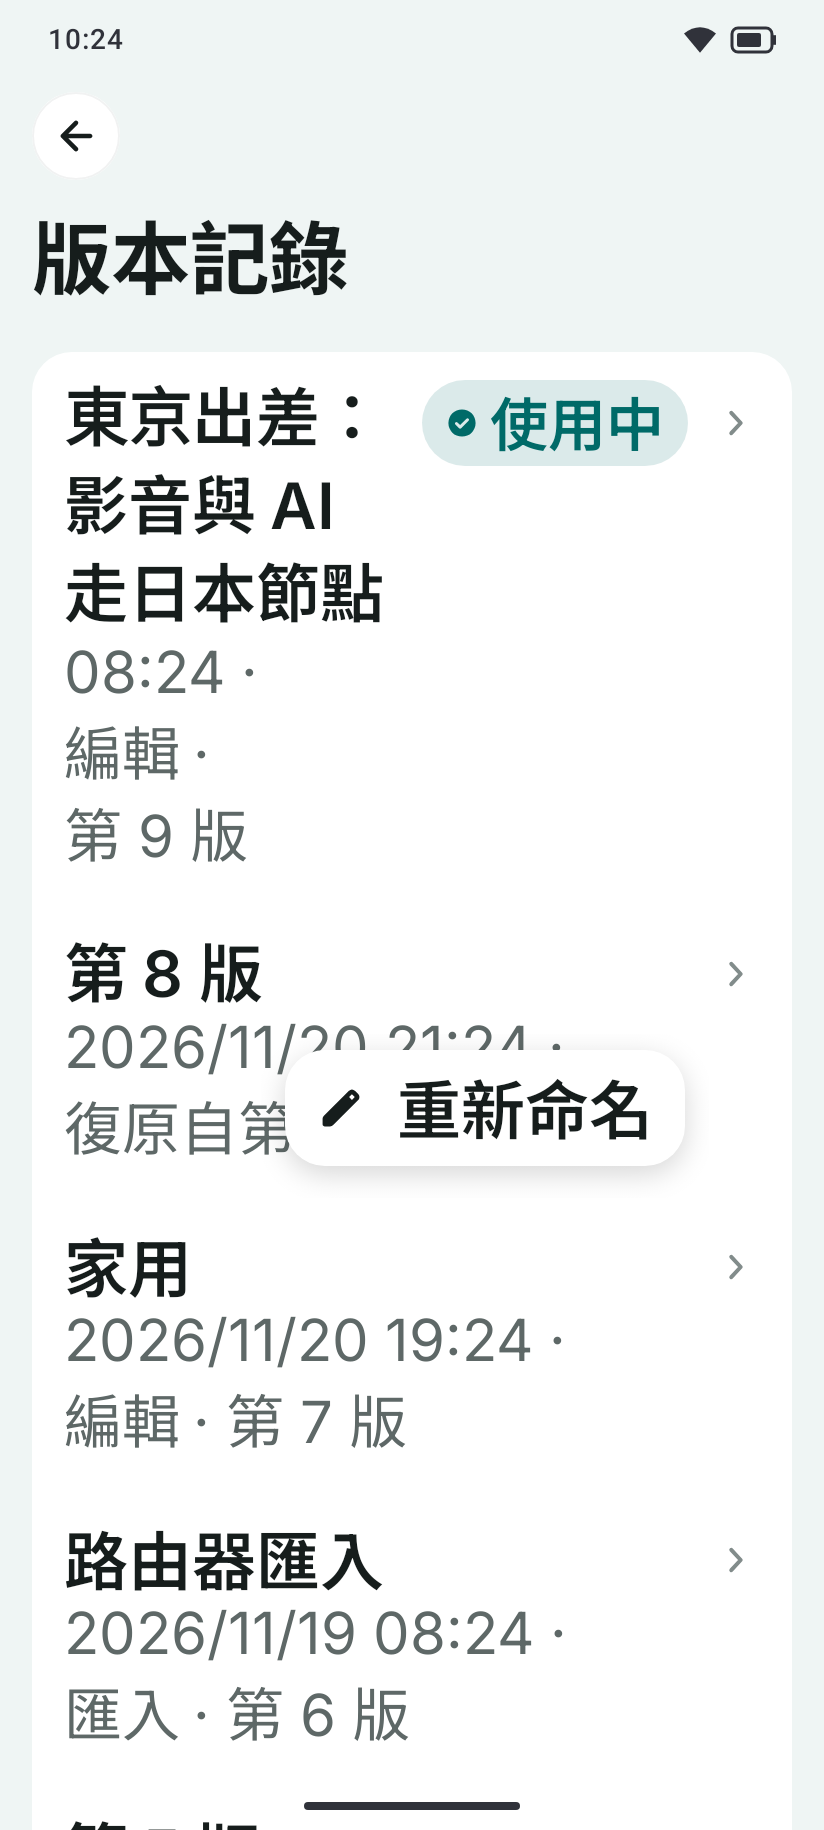 10:24
版本記錄
東京出差：
影音與 AI
走日本節點
使用中
08:24 ·
編輯 ·
第 9 版
第 8 版
2026/11/20 21:24 ·
復原自第
重新命名
家用
2026/11/20 19:24 ·
編輯 · 第 7 版
路由器匯入
2026/11/19 08:24 ·
匯入 · 第 6 版